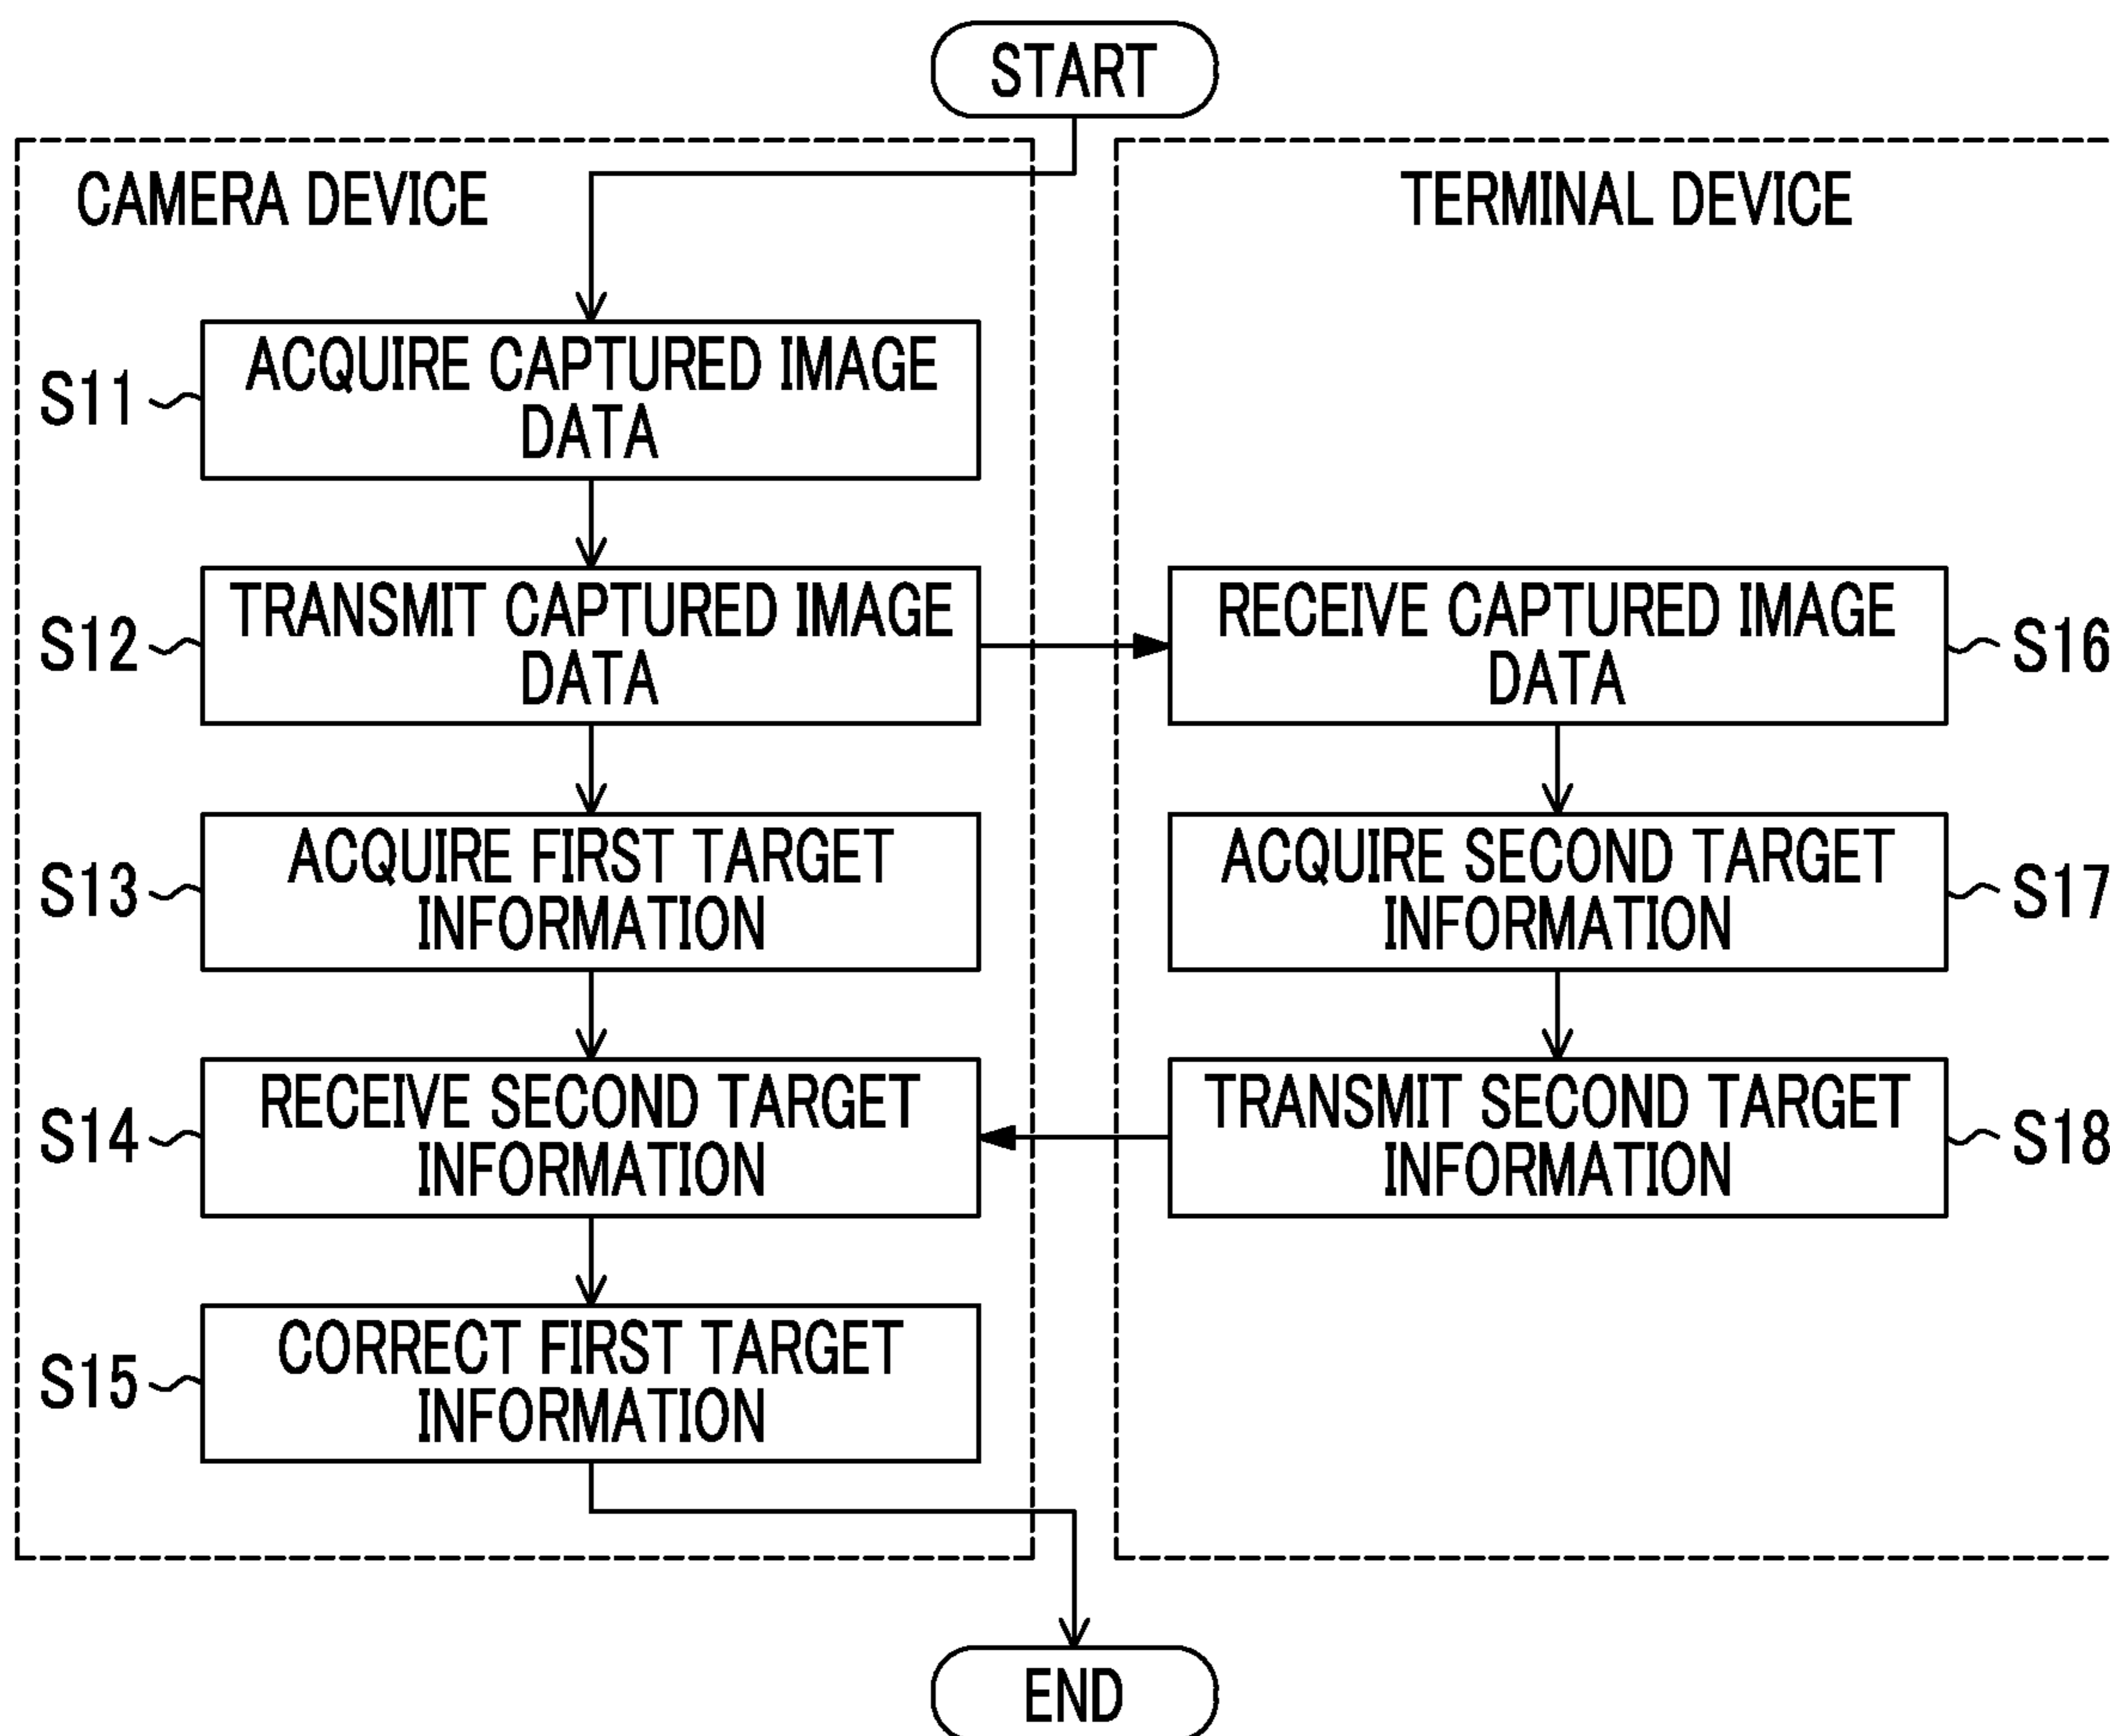 START
CAMERA DEVICE
TERMINAL DEVICE
S11
ACQUIRE CAPTURED IMAGE
DATA
S12
TRANSMIT CAPTURED IMAGE
DATA
RECEIVE CAPTURED IMAGE
DATA
S16
S13
ACQUIRE FIRST TARGET
INFORMATION
ACQUIRE SECOND TARGET
INFORMATION
S17
S14
RECEIVE SECOND TARGET
INFORMATION
TRANSMIT SECOND TARGET
INFORMATION
S18
S15
CORRECT FIRST TARGET
INFORMATION
END